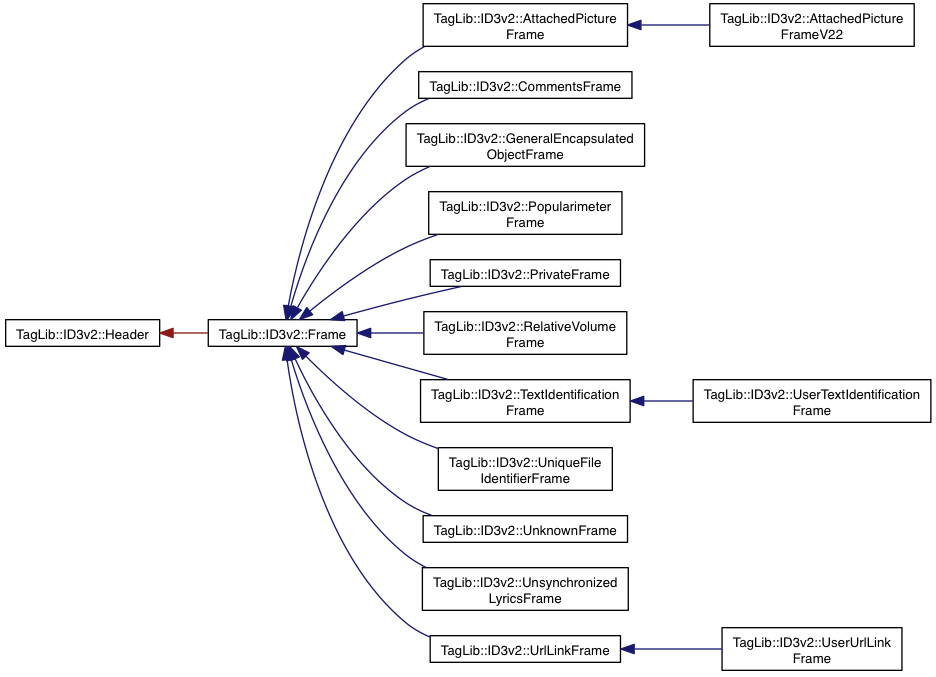 TagLib::ID3v2::AttachedPicture
Frame
TagLib::ID3v2::AttachedPicture
FrameV22
TagLib::ID3v2::CommentsFrame
TagLib::ID3v2::GeneralEncapsulated
ObjectFrame
TagLib::ID3v2::Popularimeter
Frame
TagLib::ID3v2::PrivateFrame
TagLib::ID3v2::Header
TagLib::ID3v2::Frame
TagLib::ID3v2::RelativeVolume
Frame
TagLib::ID3v2::TextIdentification
Frame
TagLib::ID3v2::UserTextIdentification
Frame
TagLib::ID3v2::UniqueFile
IdentifierFrame
TagLib::ID3v2::UnknownFrame
TagLib::ID3v2::Unsynchronized
LyricsFrame
TagLib::ID3v2::UrlLinkFrame
TagLib::ID3v2::UserUrlLink
Frame